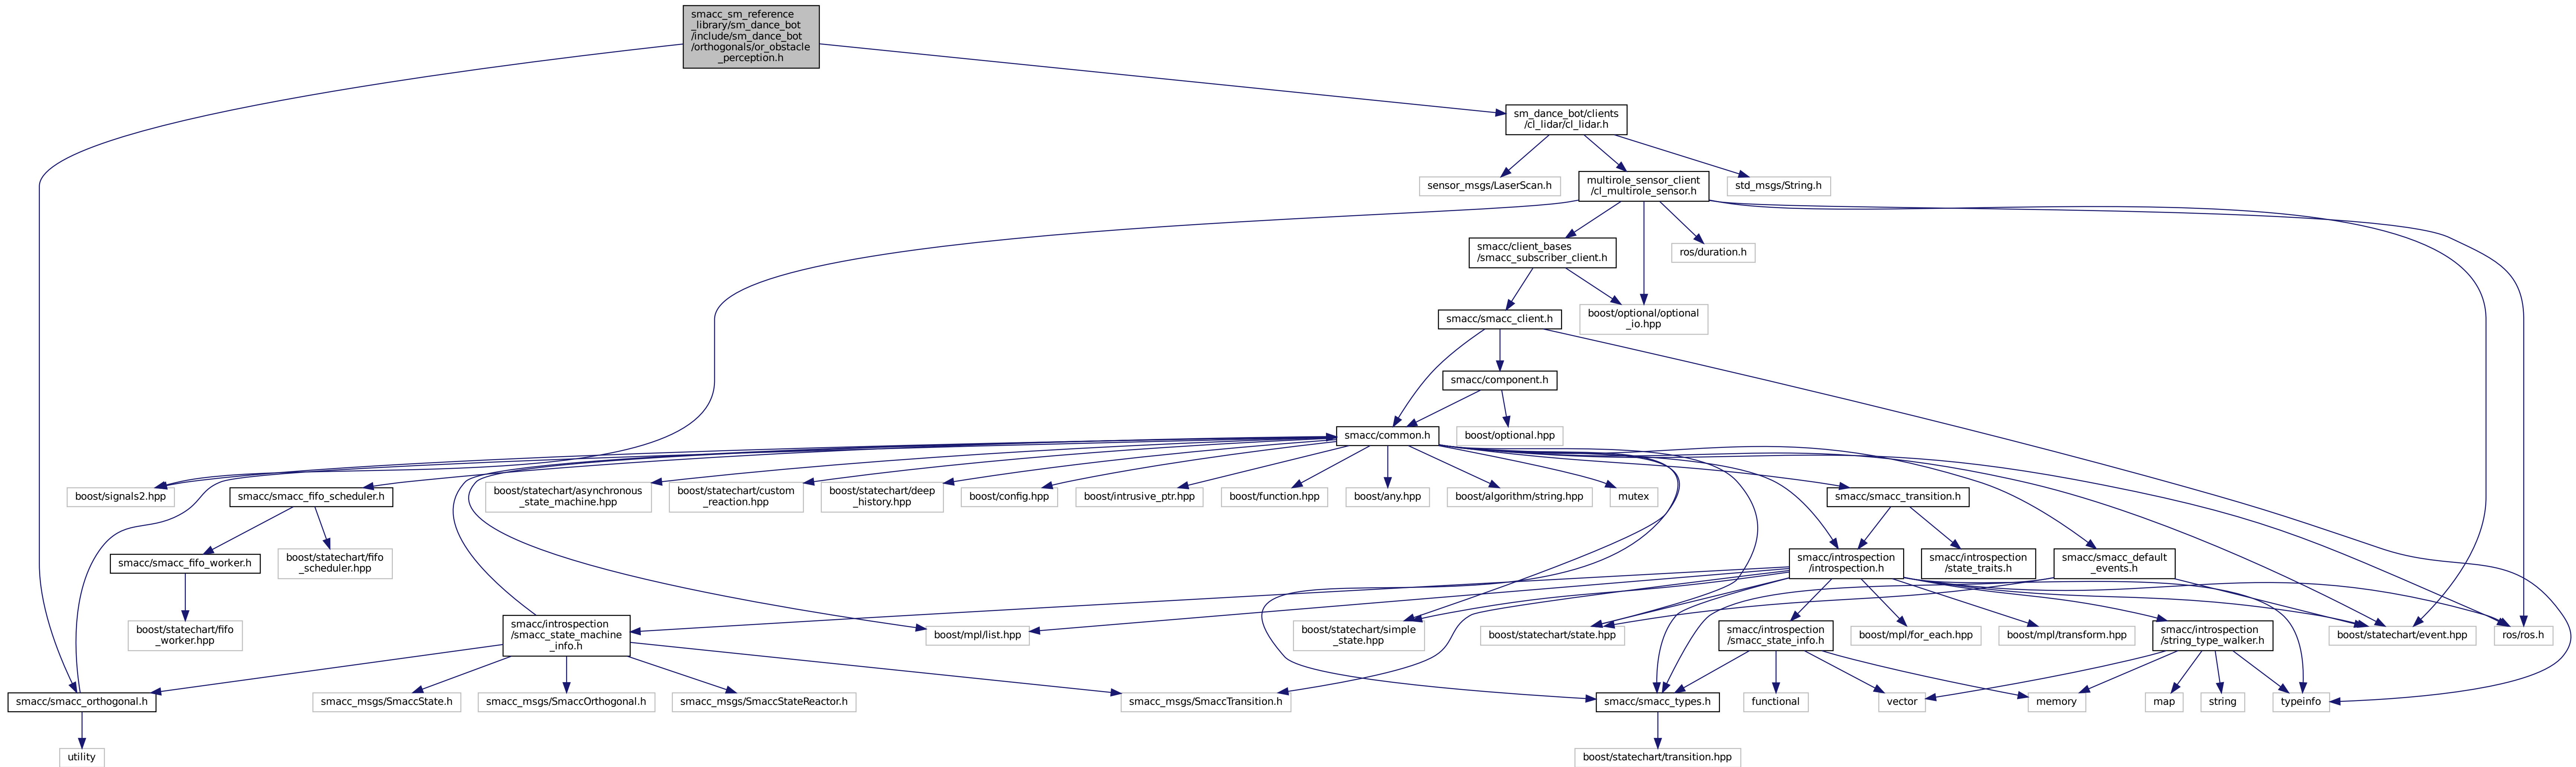 smacc_sm_reference
_library/sm_dance_bot
/include/sm_dance_bot
/orthogonals/or_obstacle
_perception.h
sm_dance_bot/clients
/cl_lidar/cl_lidar.h
sensor_msgs/LaserScan.h
multirole_sensor_client
/cl_multirole_sensor.h
std_msgs/String.h
smacc/client_bases
/smacc_subscriber_client.h
ros/duration.h
smacc/smacc_client.h
boost/optional/optional
_io.hpp
smacc/component.h
smacc/common.h
boost/optional.hpp
boost/signals2.hpp
smacc/smacc_fifo_scheduler.h
boost/statechart/asynchronous
_state_machine.hpp
boost/statechart/custom
_reaction.hpp
boost/statechart/deep
_history.hpp
boost/config.hpp
boost/intrusive_ptr.hpp
boost/function.hpp
boost/any.hpp
boost/algorithm/string.hpp
mutex
smacc/smacc_transition.h
smacc/smacc_fifo_worker.h
boost/statechart/fifo
_scheduler.hpp
smacc/introspection
/introspection.h
smacc/introspection
/state_traits.h
smacc/smacc_default
_events.h
boost/statechart/fifo
_worker.hpp
smacc/introspection
/smacc_state_machine
_info.h
boost/mpl/list.hpp
boost/statechart/simple
_state.hpp
boost/statechart/state.hpp
smacc/introspection
/smacc_state_info.h
boost/mpl/for_each.hpp
boost/mpl/transform.hpp
smacc/introspection
/string_type_walker.h
boost/statechart/event.hpp
ros/ros.h
smacc/smacc_orthogonal.h
smacc_msgs/SmaccState.h
smacc_msgs/SmaccOrthogonal.h
smacc_msgs/SmaccStateReactor.h
smacc_msgs/SmaccTransition.h
smacc/smacc_types.h
functional
vector
memory
map
string
typeinfo
utility
boost/statechart/transition.hpp